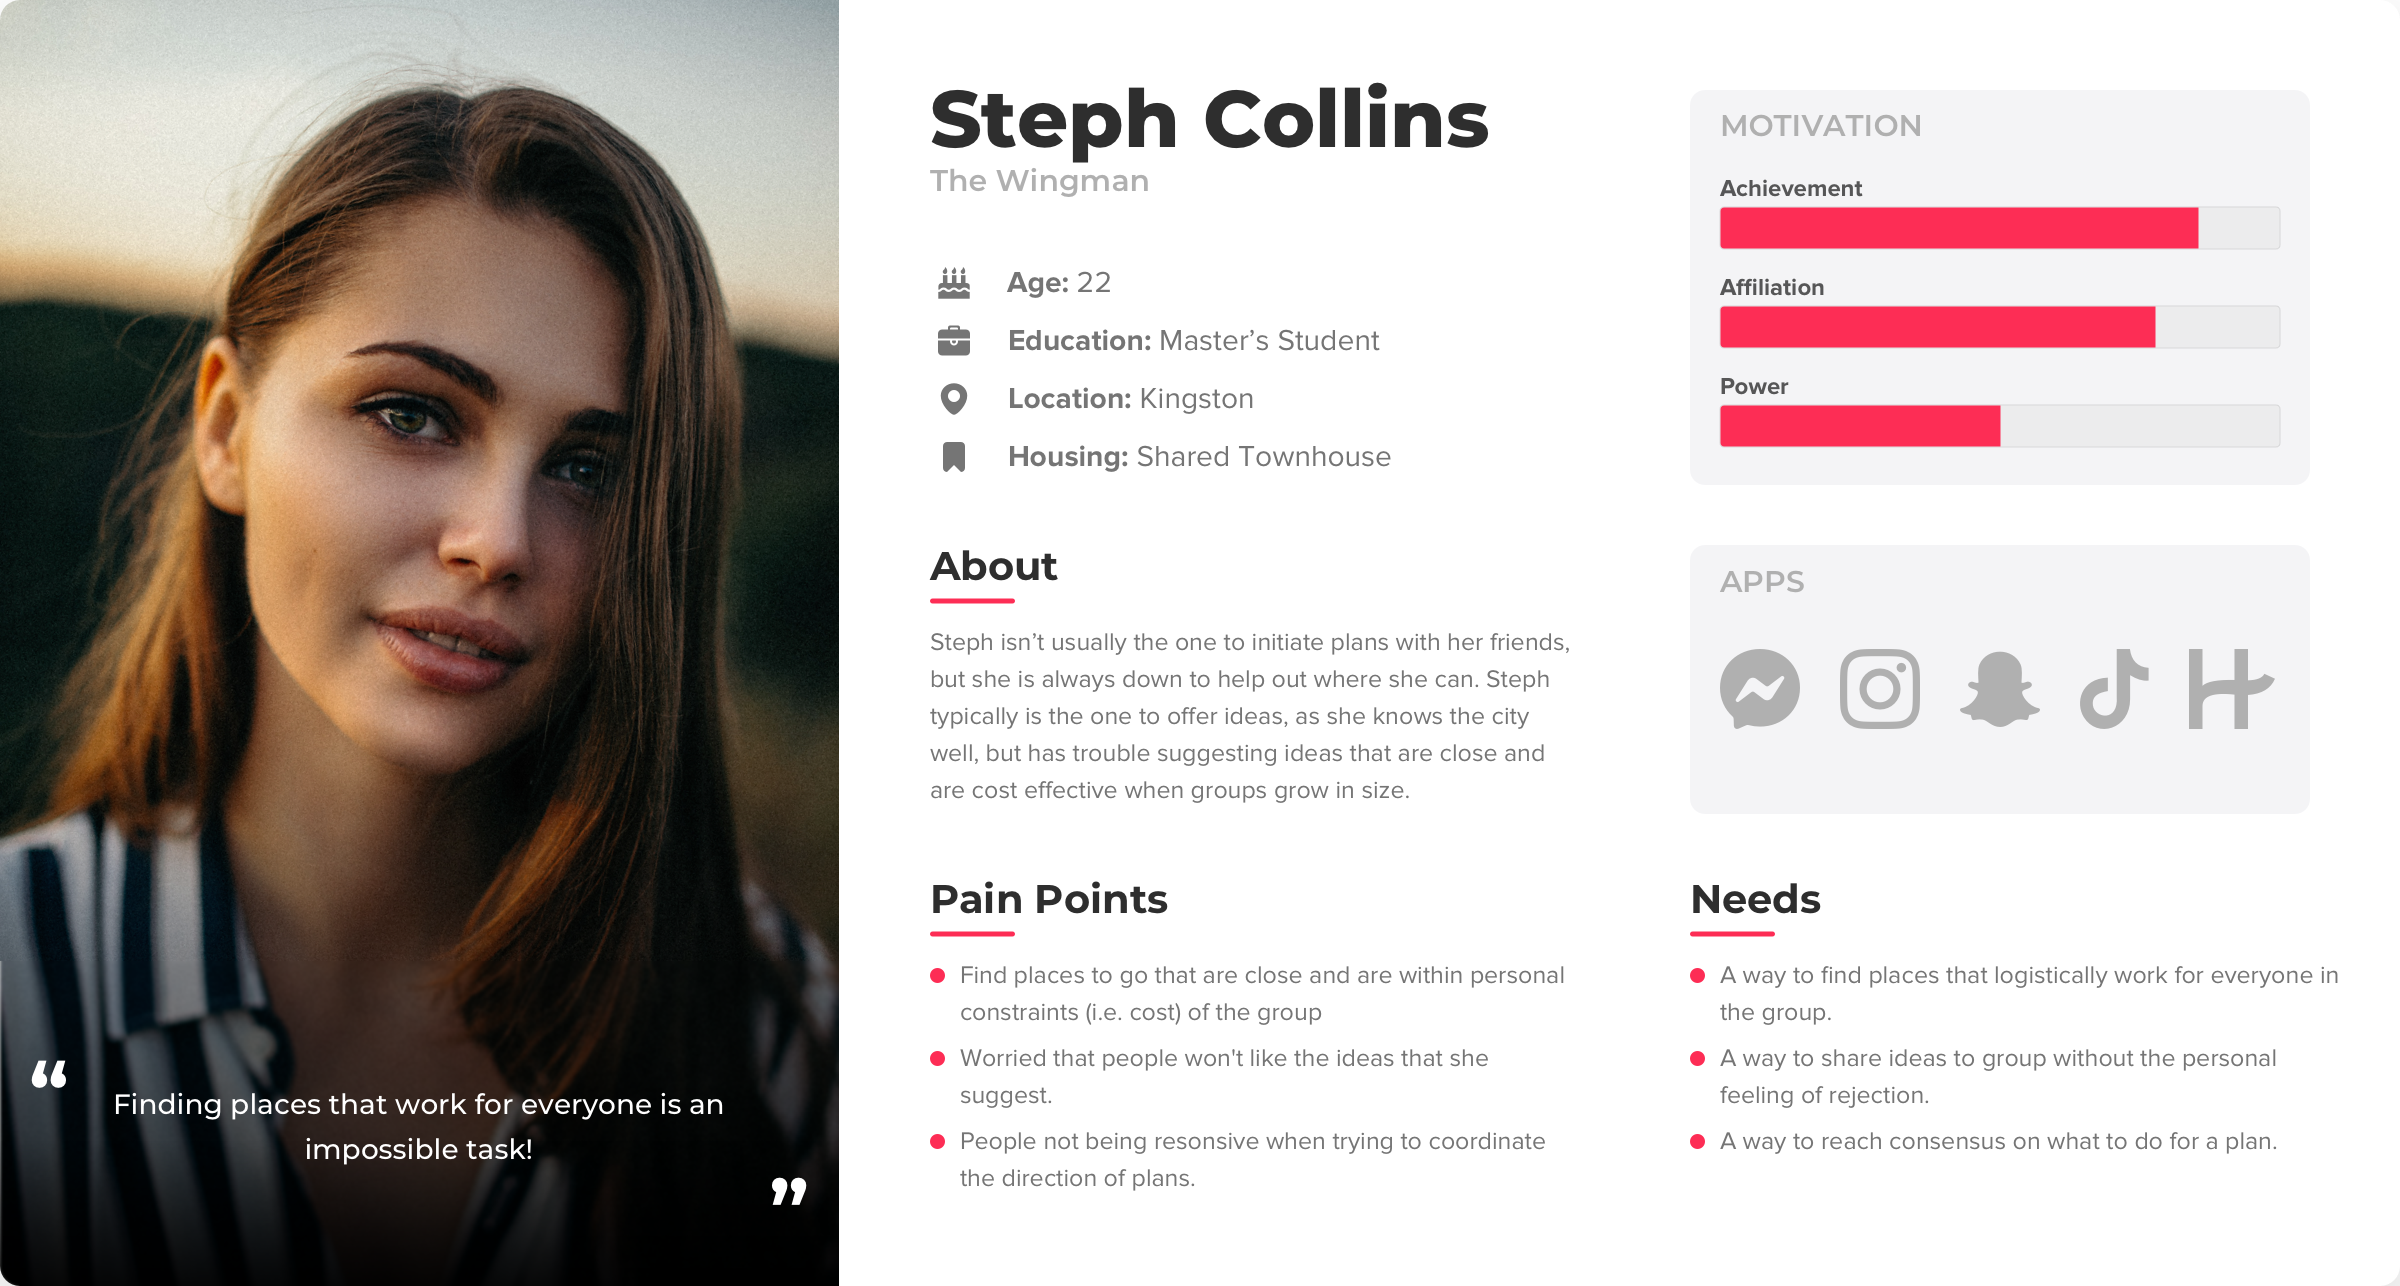 Steph Collins
The Wingman
Age: 22
Education: Master’s Student
Location: Kingston
Housing: Shared Townhouse
MOTIVATION
Achievement
Affiliation
Power
About
Steph isn’t usually the one to initiate plans with her friends,
but she is always down to help out where she can. Steph
typically is the one to offer ideas, as she knows the city
well, but has trouble suggesting ideas that are close and
are cost effective when groups grow in size.
APPS
Pain Points
Find places to go that are close and are within personal
constraints (i.e. cost) of the group
Worried that people won't like the ideas that she
suggest.
People not being resonsive when trying to coordinate
the direction of plans.
Needs
A way to find places that logistically work for everyone in
the group.
A way to share ideas to group without the personal
feeling of rejection.
A way to reach consensus on what to do for a plan.
“
Finding places that work for everyone is an
impossible task!
”